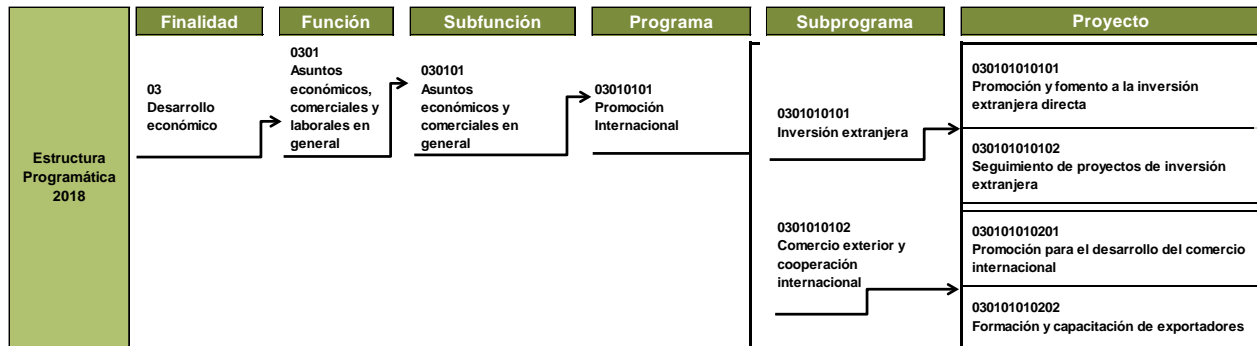 Finalidad
Función
Subfunción
Programa
Subprograma
Proyecto
Estructura
Programática
2018
03
Desarrollo
económico
0301
Asuntos
económicos,
comerciales y
laborales en
general
030101
Asuntos
económicos y
comerciales en
general
03010101
Promoción
Internacional
0301010101
Inversión extranjera
030101010101
Promoción y fomento a la inversión
extranjera directa
030101010102
Seguimiento de proyectos de inversión
extranjera
0301010102
Comercio exterior y
cooperación
internacional
030101010201
Promoción para el desarrollo del comercio
internacional
030101010202
Formación y capacitación de exportadores